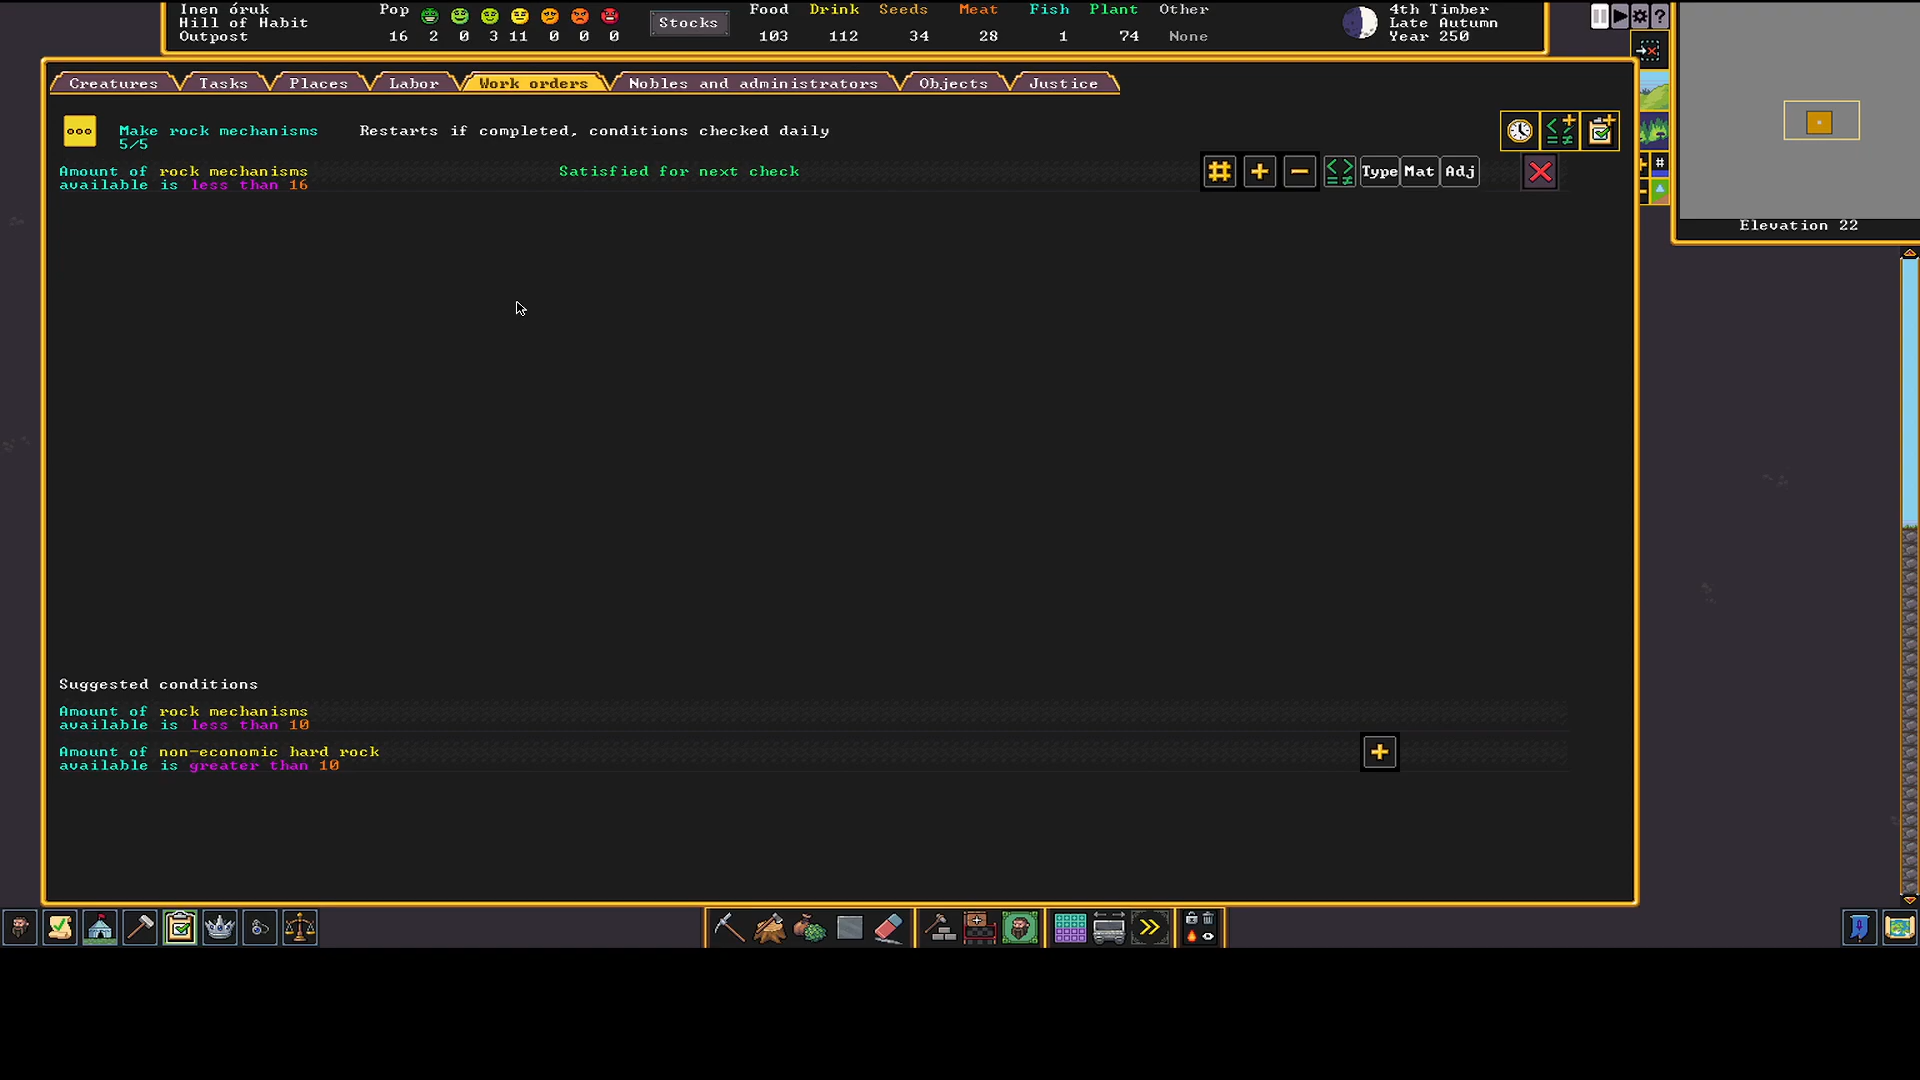 Inen óruk
Hill of Habit
Outpost
Pop
16 2 0 3 11 0 0 0
Stocks
Food Drink Seeds Meat Fish Plant Other
103 112 34 28 1 74 None
4th Timber
Late Autumn
Year 250
?
Creatures Tasks Places Labor Work orders Nobles and administrators Objects Justice
Make rock mechanisms Restarts if completed, conditions checked daily
5/5
Amount of rock mechanisms
available is less than 16
Satisfied for next check
Type Mat Adj
#
Elevation 22
Suggested conditions
Amount of rock mechanisms
available is less than 10
Amount of non-economic hard rock
available is greater than 10